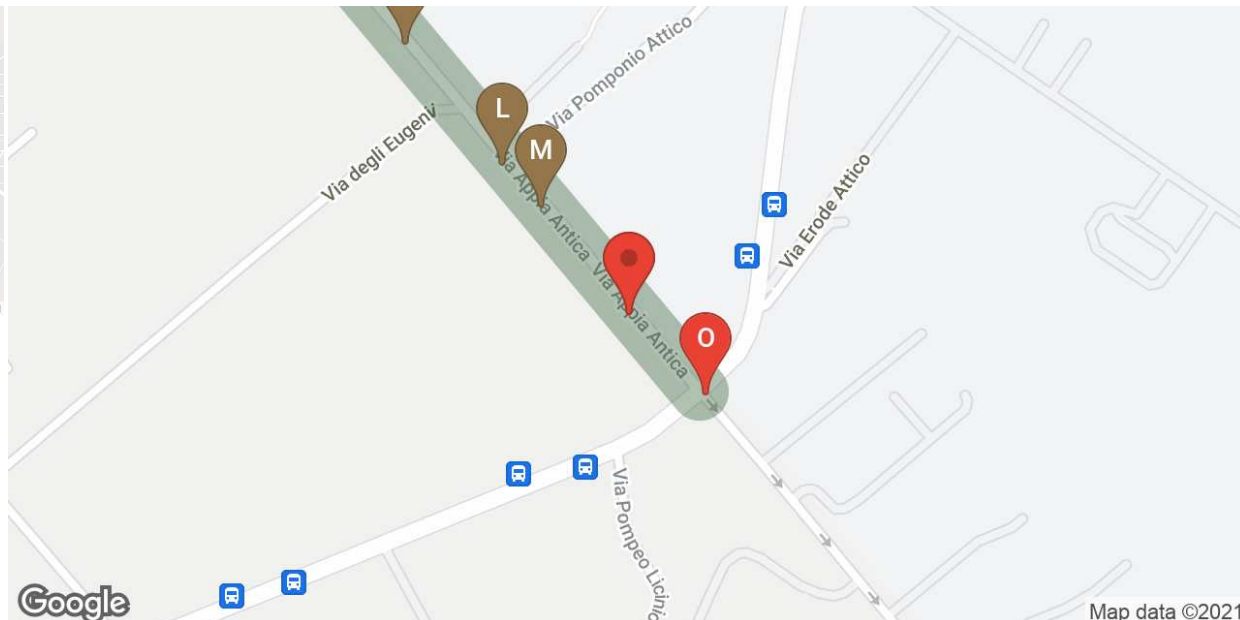 Via Pomponio Attico
L
Via degli Eugenii
M
Via Appia Antica
Via Erode Attico
Via Appia Antica
O
Via Pompeo Licinio
Google
Map data ©2021